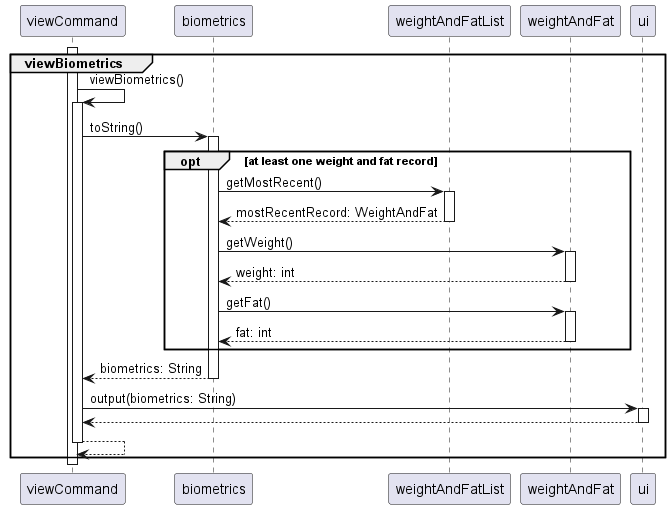 viewCommand biometrics weightAndFatList weightAndFat ui
viewBiometrics
viewBiometrics()
toString()
opt [at least one weight and fat record]
getMostRecent()
mostRecentRecord: WeightAndFat
getWeight()
weight: int
getFat()
fat: int
biometrics: String
output(biometrics: String)
viewCommand biometrics weightAndFatList weightAndFat ui